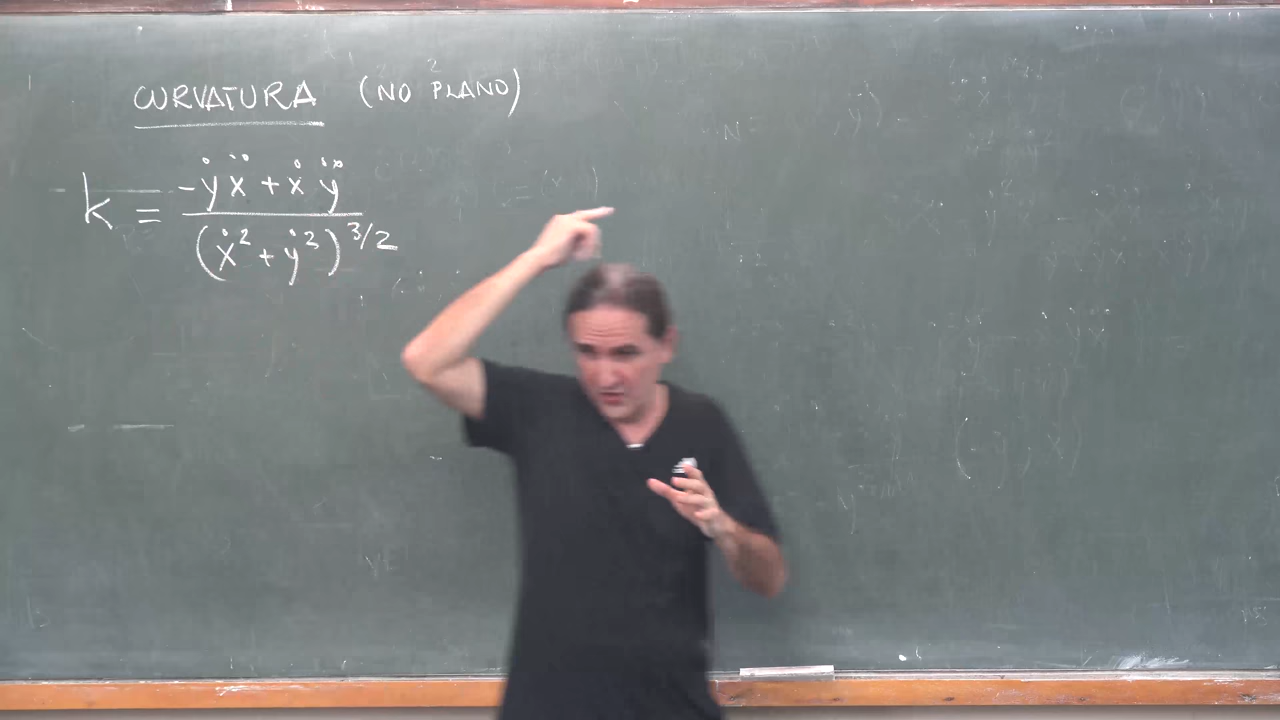 CURVATURA (NO PLANO)
k = (-ẏẍ + ẋÿ) / (ẋ² + ẏ²)^3/2